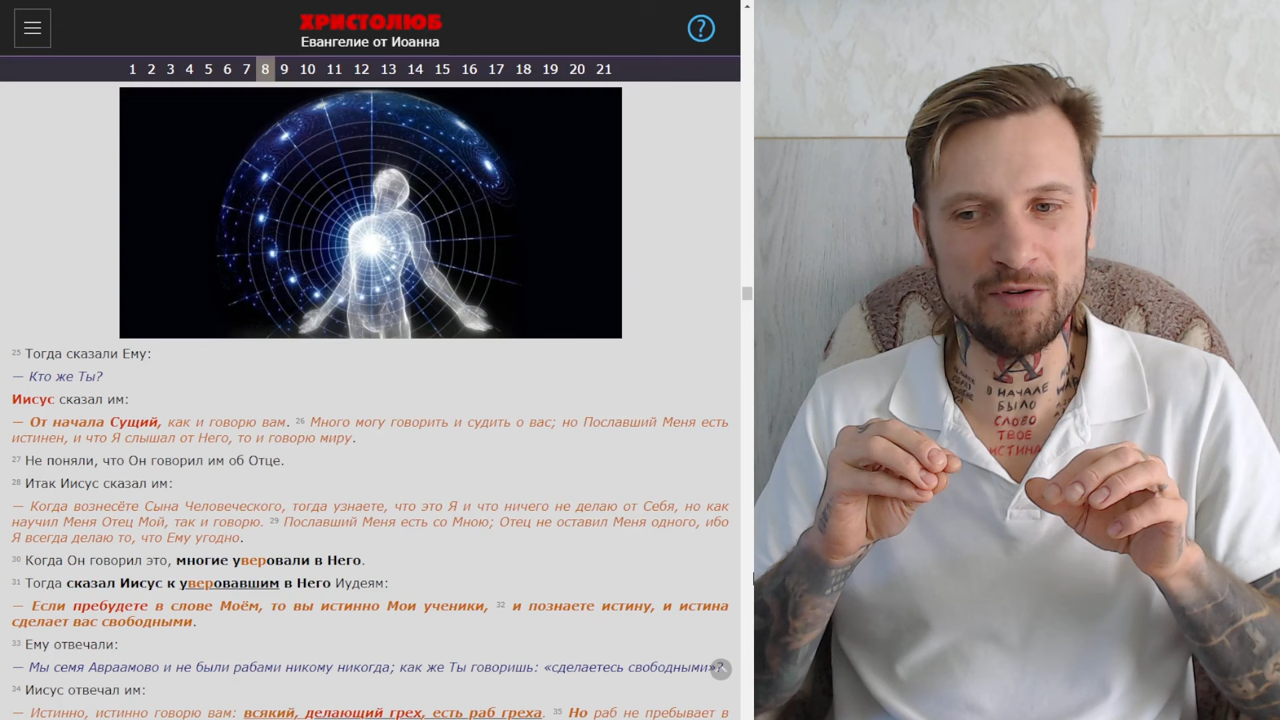 ХРИСТОЛЮБ
Евангелие от Иоанна
?
1 2 3 4 5 6 7 8 9 10 11 12 13 14 15 16 17 18 19 20 21
25 Тогда сказали Ему:
— Кто же Ты?
Иисус сказал им:
— От начала Сущий, как и говорю вам. 26 Много могу говорить и судить о вас; но Пославший Меня есть
истинен, и что Я слышал от Него, то и говорю миру.
27 Не поняли, что Он говорил им об Отце.
28 Итак Иисус сказал им:
— Когда вознесёте Сына Человеческого, тогда узнаете, что это Я и что ничего не делаю от Себя, но как
научил Меня Отец Мой, так и говорю. 29 Пославший Меня есть со Мною; Отец не оставил Меня одного, ибо
Я всегда делаю то, что Ему угодно.
30 Когда Он говорил это, многие уверовали в Него.
31 Тогда сказал Иисус к уверовавшим в Него Иудеям:
— Если пребудете в слове Моём, то вы истинно Мои ученики, 32 и познаете истину, и истина
сделает вас свободными.
33 Ему отвечали:
— Мы семя Авраамово и не были рабами никому никогда; как же Ты говоришь: «сделаетесь свободными»?
34 Иисус отвечал им:
— Истинно, истинно говорю вам: всякий, делающий грех, есть раб греха. 35 Но раб не пребывает в
В НАЧАЛЕ
БЫЛО
СЛОВО
ТВОЕ
ИСТИНА